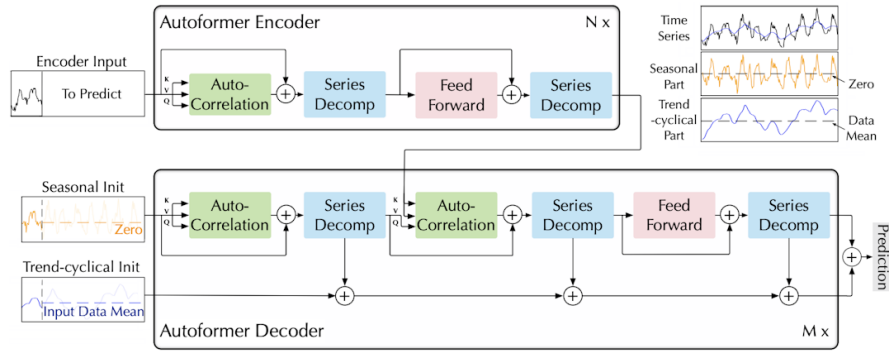 Autoformer Encoder
N x
Time
Series
Encoder Input
To Predict
K
V
Q
Auto-
Correlation
+
Series
Decomp
Feed
Forward
+
Series
Decomp
Seasonal
Part
Zero
Trend
-cyclical
Part
Data
Mean
Seasonal Init
Zero
K
V
Q
Auto-
Correlation
+
Series
Decomp
K
V
Q
Auto-
Correlation
+
Series
Decomp
Feed
Forward
+
Series
Decomp
Trend-cyclical Init
Input Data Mean
+
+
+
+
Prediction
Autoformer Decoder
M x